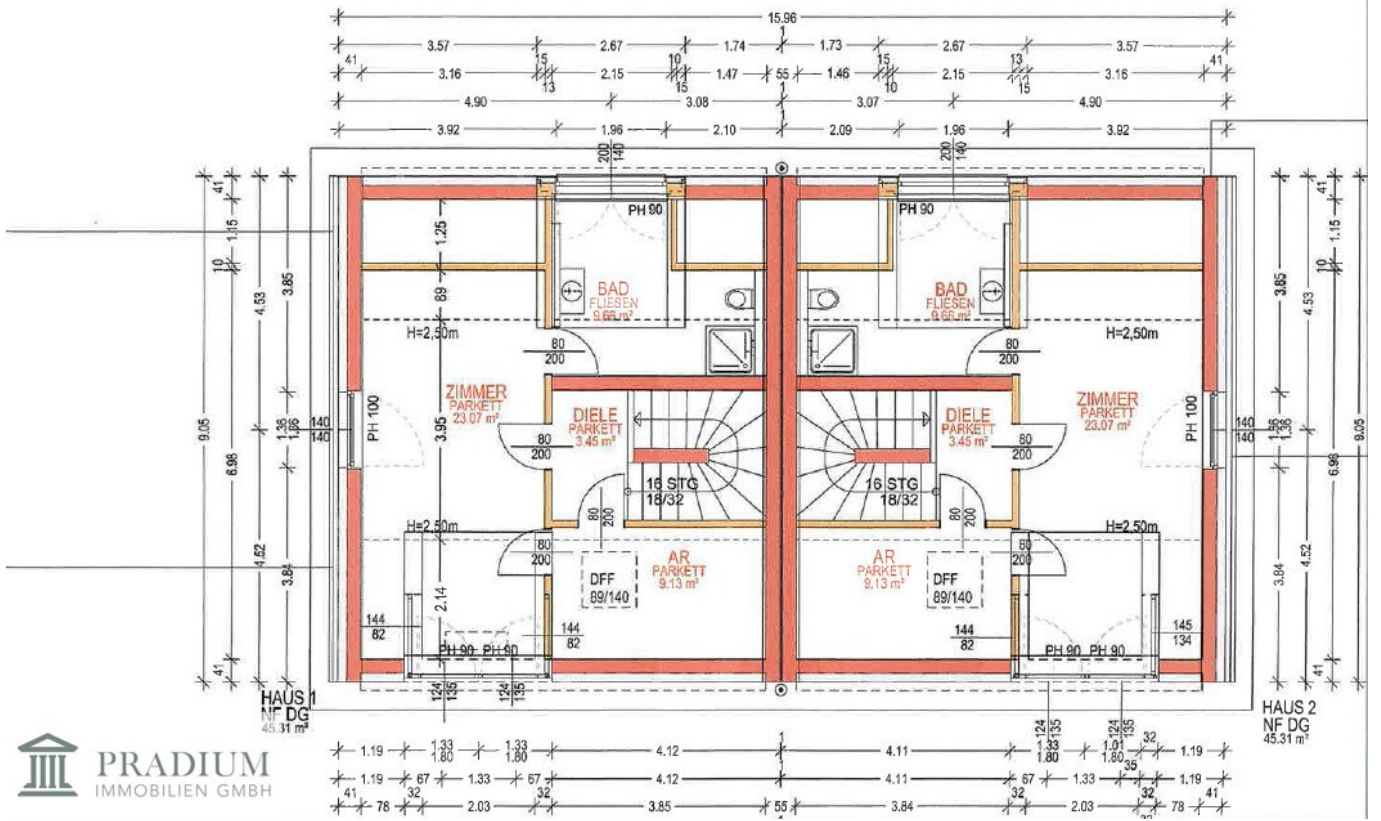 15.96
3.57 2.67 1.74 1 1.73 2.67 3.57
41 15 10 15 13 41
3.16 2.15 1.47 55 1.46 2.15 3.16
13 15 10 15
4.90 3.08 1 3.07 4.90
3.92 1.96 2.10 1 2.09 1.96 3.92
200 140
200 140
PH 90
PH 90
41 1.15 10 6.98 41
9.05
4.53 4.52
3.85 1.36 3.84
1.25 89 3.95 2.14
BAD
FLIESEN
9.66 m²
BAD
FLIESEN
9.66 m²
H=2,50m
H=2,50m
80
200
80
200
ZIMMER
PARKETT
23.07 m²
DIELE
PARKETT
3.45 m²
DIELE
PARKETT
3.45 m²
ZIMMER
PARKETT
23.07 m²
PH 100
PH 100
140
140
140
140
80
200
80
200
16 STG
18/32
16 STG
18/32
80
200
80
200
H=2,50m
H=2,50m
80
200
80
200
AR
PARKETT
9.13 m²
AR
PARKETT
9.13 m²
DFF
89/140
DFF
89/140
144
82
144
82
144
82
145
134
PH 90 PH 90
PH 90 PH 90
124
135
124
135
124
135
124
135
3.85 1.36 3.84
4.53 4.52
41 1.15 10 6.98 41
9.05
HAUS 1
NF DG
45.31 m²
HAUS 2
NF DG
45.31 m²
PRADIUM
IMMOBILIEN GMBH
1.19 1.33 1.33 4.12 1 4.11 1.33 1.01 32 1.19
1.80 1.80 1.80 1.80
1.19 67 1.33 67 4.12 4.11 67 1.33 35 1.19
41 32 32 55 32 32 41
78 2.03 3.85 3.84 2.03 78